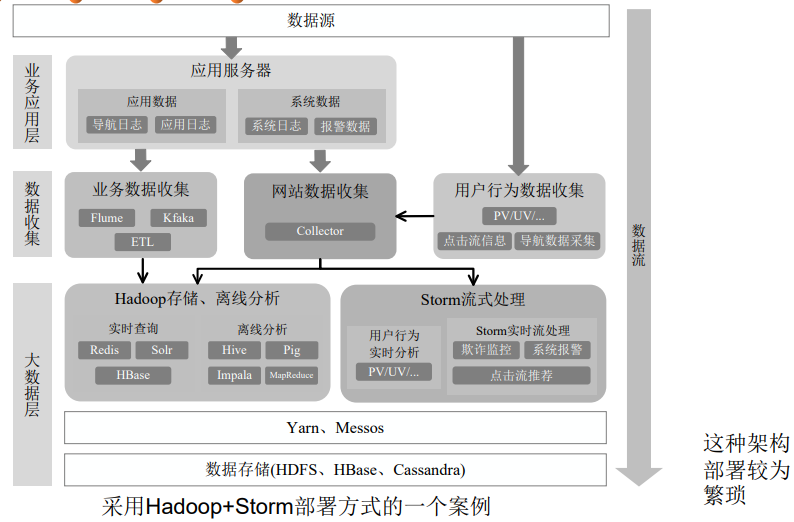 数据源
业务应用层
应用服务器
应用数据
导航日志
应用日志
系统数据
系统日志
报警数据
数据收集
业务数据收集
Flume
Kfaka
ETL
网站数据收集
Collector
用户行为数据收集
PV/UV/...
点击流信息
导航数据采集
数据流
大数据层
Hadoop存储、离线分析
实时查询
Redis
Solr
HBase
离线分析
Hive
Pig
Impala
MapReduce
Storm流式处理
用户行为
实时分析
PV/UV/...
Storm实时流处理
欺诈监控
系统报警
点击流推荐
Yarn、Messos
数据存储(HDFS、HBase、Cassandra)
采用Hadoop+Storm部署方式的一个案例
这种架构
部署较为
繁琐